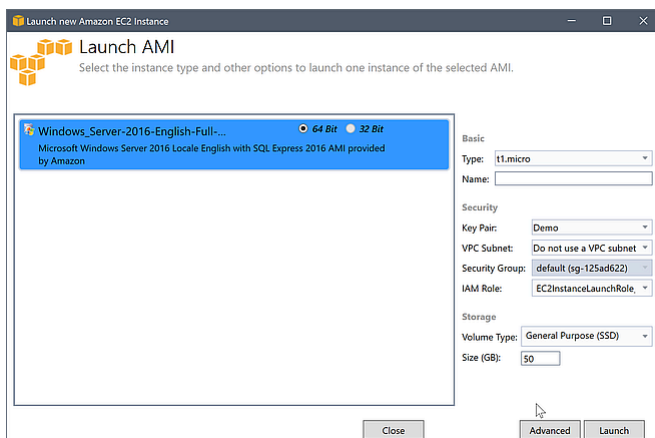 Launch new Amazon EC2 Instance
Launch AMI
Select the instance type and other options to launch one instance of the selected AMI.
Windows_Server-2016-English-Full-... 64 Bit 32 Bit
Microsoft Windows Server 2016 Locale English with SQL Express 2016 AMI provided
by Amazon
Basic
Type: t1.micro
Name:
Security
Key Pair: Demo
VPC Subnet: Do not use a VPC subnet
Security Group: default (sg-125ad622)
IAM Role: EC2InstanceLaunchRole,
Storage
Volume Type: General Purpose (SSD)
Size (GB): 50
Close Advanced Launch